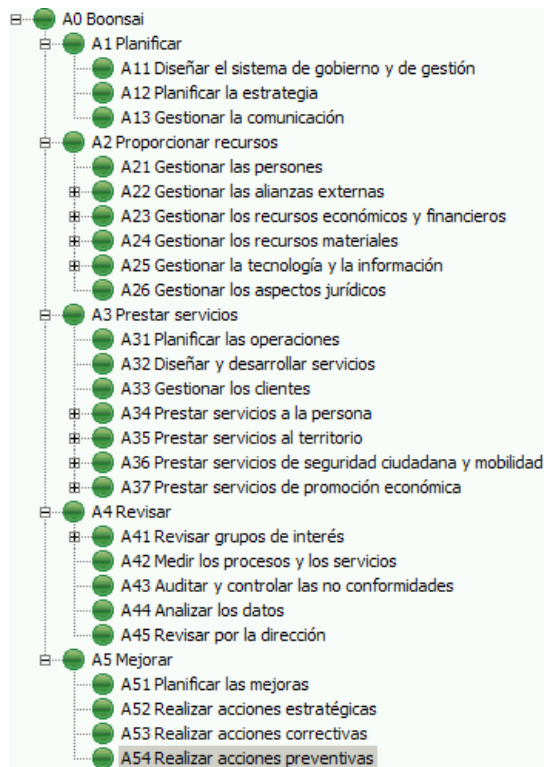 A0 Boonsai
A1 Planificar
A11 Diseñar el sistema de gobierno y de gestión
A12 Planificar la estrategia
A13 Gestionar la comunicación
A2 Proporcionar recursos
A21 Gestionar las persones
A22 Gestionar las alianzas externas
A23 Gestionar los recursos económicos y financieros
A24 Gestionar los recursos materiales
A25 Gestionar la tecnología y la información
A26 Gestionar los aspectos jurídicos
A3 Prestar servicios
A31 Planificar las operaciones
A32 Diseñar y desarrollar servicios
A33 Gestionar los clientes
A34 Prestar servicios a la persona
A35 Prestar servicios al territorio
A36 Prestar servicios de seguridad ciudadana y mobilidad
A37 Prestar servicios de promoción económica
A4 Revisar
A41 Revisar grupos de interés
A42 Medir los procesos y los servicios
A43 Auditar y controlar las no conformidades
A44 Analizar los datos
A45 Revisar por la dirección
A5 Mejorar
A51 Planificar las mejoras
A52 Realizar acciones estratégicas
A53 Realizar acciones correctivas
A54 Realizar acciones preventivas